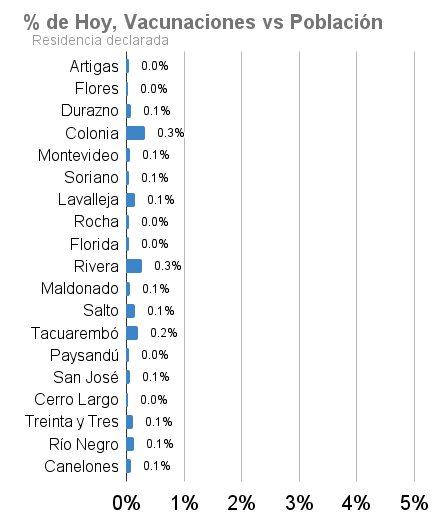 % de Hoy, Vacunaciones vs Población
Residencia declarada
Artigas 0.0%
Flores 0.0%
Durazno 0.1%
Colonia 0.3%
Montevideo 0.1%
Soriano 0.1%
Lavalleja 0.1%
Rocha 0.0%
Florida 0.0%
Rivera 0.3%
Maldonado 0.1%
Salto 0.1%
Tacuarembó 0.2%
Paysandú 0.0%
San José 0.1%
Cerro Largo 0.0%
Treinta y Tres 0.1%
Río Negro 0.1%
Canelones 0.1%
0% 1% 2% 3% 4% 5%